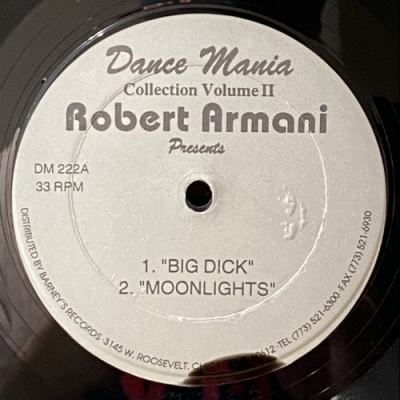 Dance Mania
Collection Volume II
Robert Armani
Presents
DM 222A
33 RPM
1. "BIG DICK"
2. "MOONLIGHTS"
DISTRIBUTED BY BARNEY'S RECORDS 3145 W. ROOSEVELT, TEL (773) 521-6300 · FAX (773) 521-6930